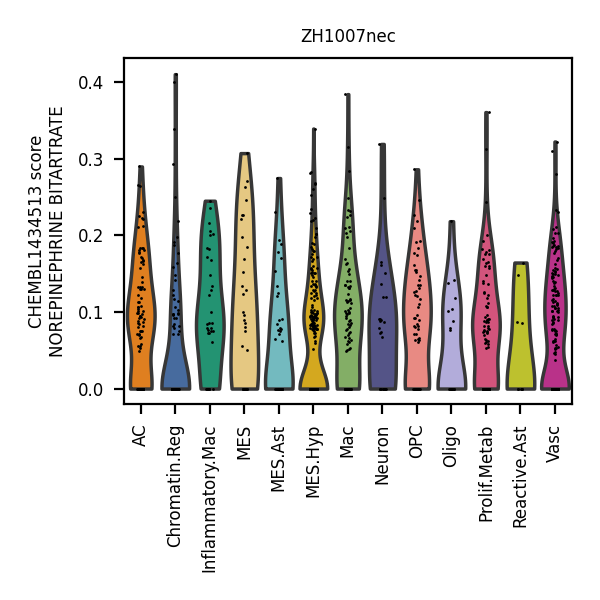 ZH1007nec
CHEMBL1434513 score
NOREPINEPHRINE BITARTRATE
0.4
0.3
0.2
0.1
0.0
AC
Chromatin.Reg
Inflammatory.Mac
MES
MES.Ast
MES.Hyp
Mac
Neuron
OPC
Oligo
Prolif.Metab
Reactive.Ast
Vasc